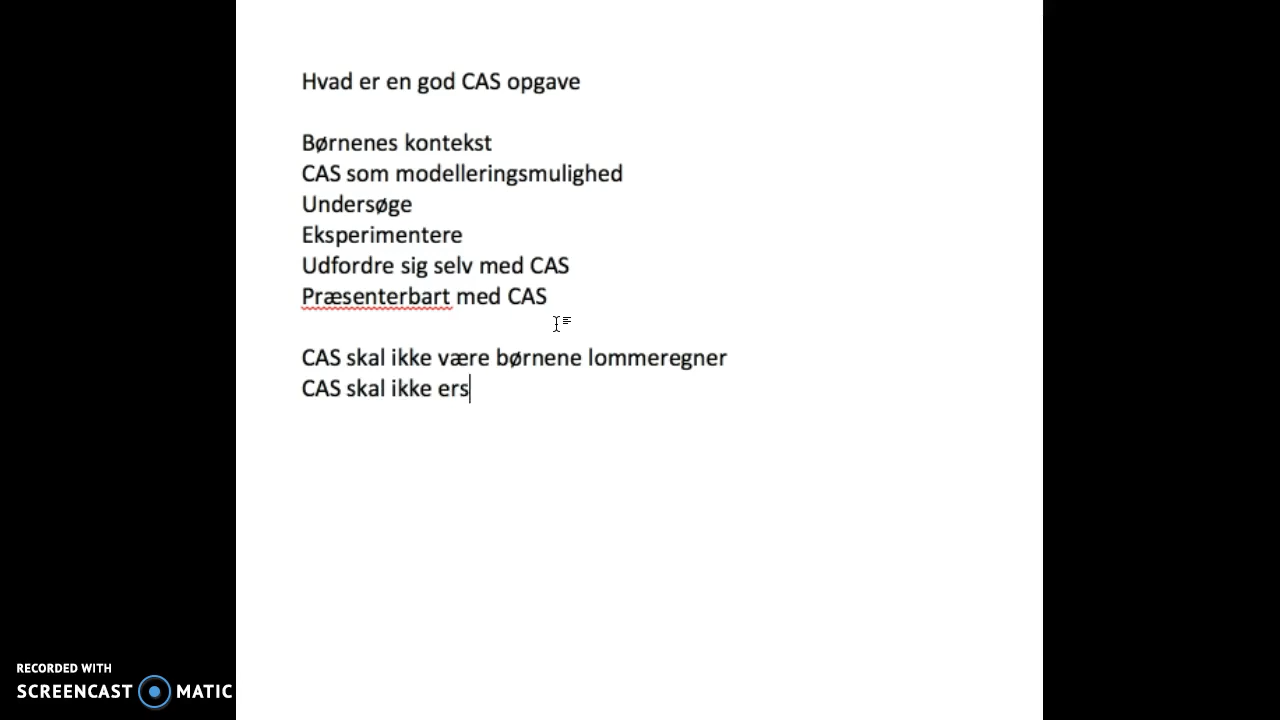 Hvad er en god CAS opgave
Børnenes kontekst
CAS som modelleringsmulighed
Undersøge
Eksperimentere
Udfordre sig selv med CAS
Præsenterbart med CAS
CAS skal ikke være børnene lommeregner
CAS skal ikke ers
RECORDED WITH
SCREENCAST MATIC